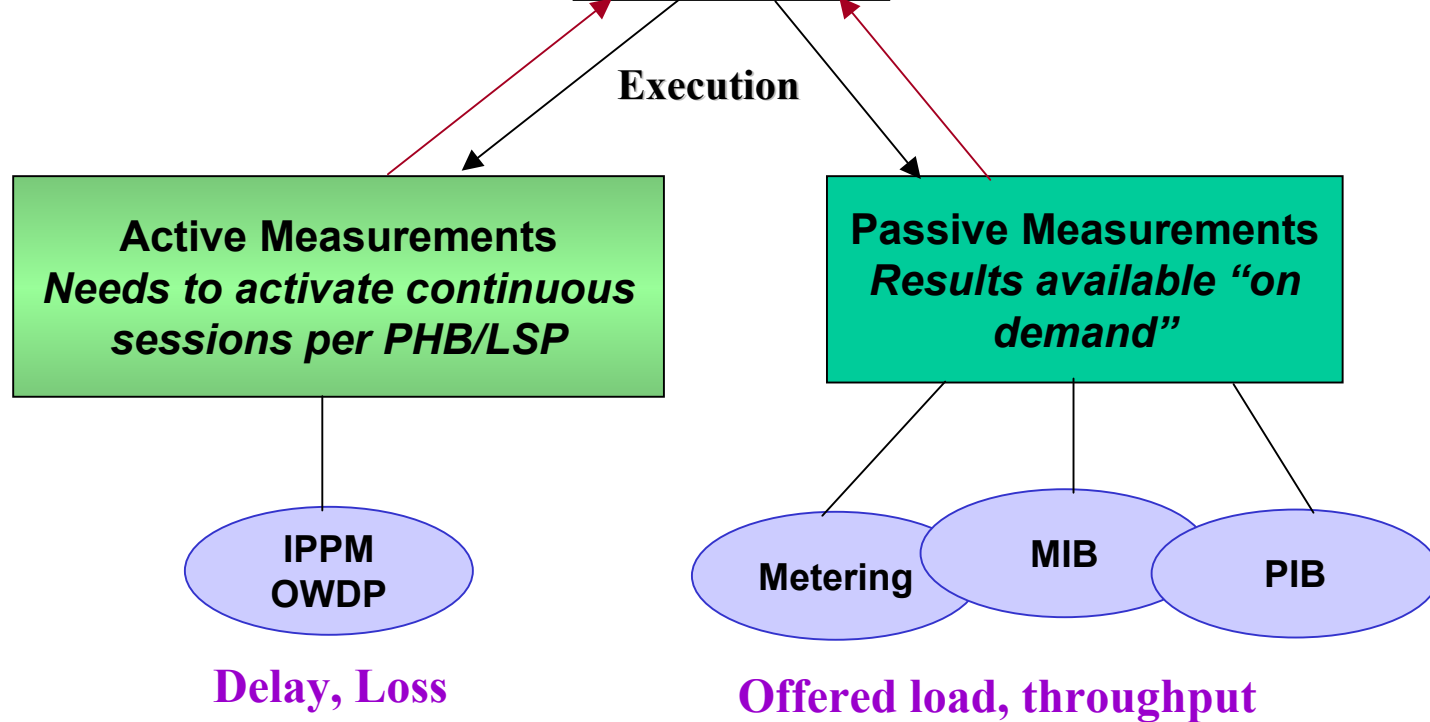 Execution
Active Measurements
Needs to activate continuous
sessions per PHB/LSP
Passive Measurements
Results available “on
demand”
IPPM
OWDP
Metering
MIB
PIB
Delay, Loss
Offered load, throughput